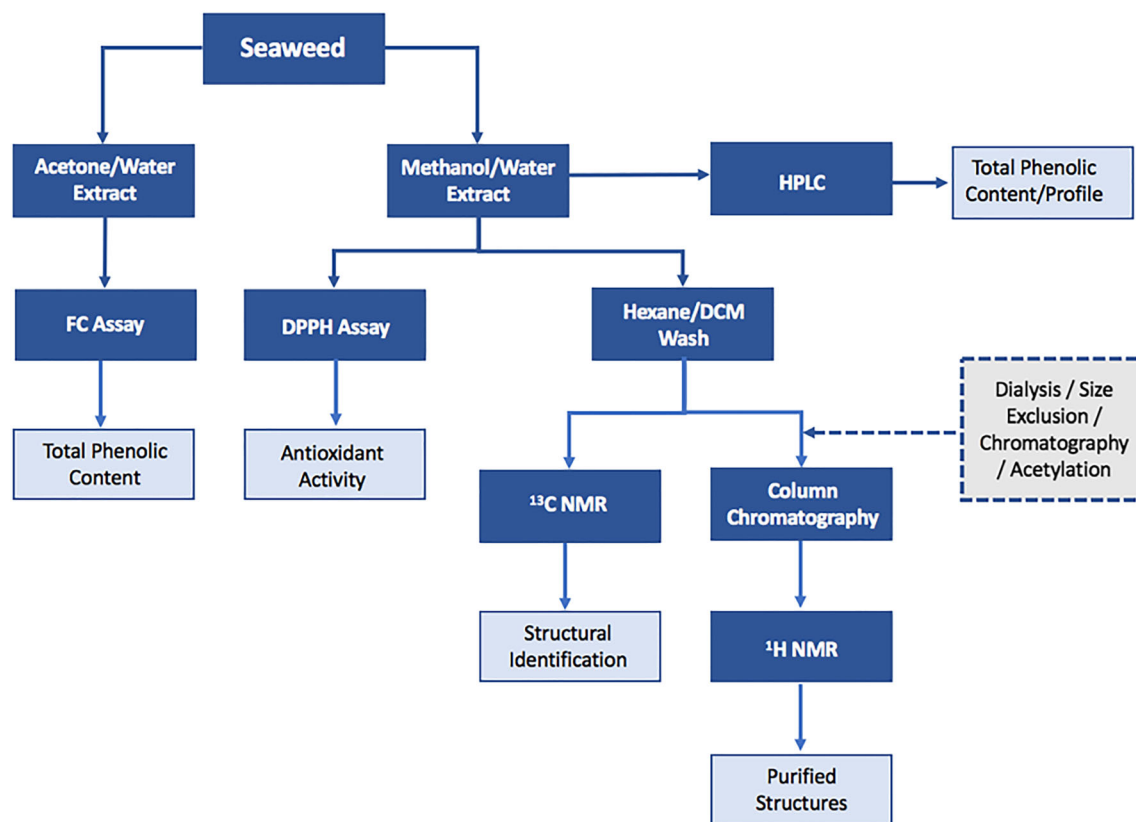 Seaweed
Acetone/Water
Extract
Methanol/Water
Extract
HPLC
Total Phenolic
Content/Profile
FC Assay
DPPH Assay
Hexane/DCM
Wash
Dialysis / Size
Exclusion /
Chromatography
/ Acetylation
Total Phenolic
Content
Antioxidant
Activity
¹³C NMR
Column
Chromatography
Structural
Identification
¹H NMR
Purified
Structures